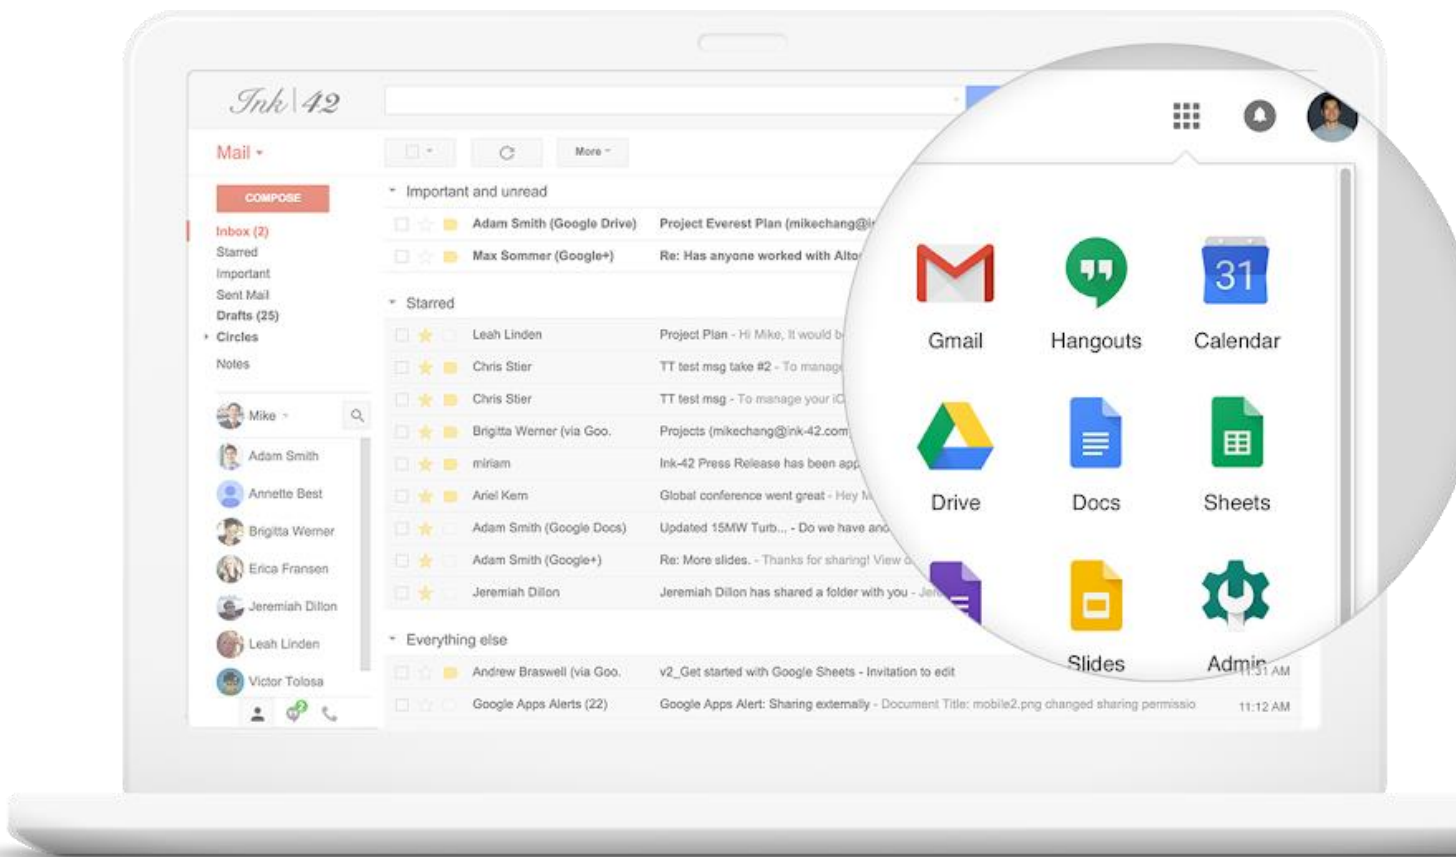 Ink|42
Mail
More
COMPOSE
Inbox (2)
Starred
Important
Sent Mail
Drafts (25)
Circles
Notes
Mike
Adam Smith
Annette Best
Brigitta Werner
Erica Fransen
Jeremiah Dillon
Leah Linden
Victor Tolosa
2
Important and unread
Adam Smith (Google Drive) Project Everest Plan (mikechang@in
Max Sommer (Google+) Re: Has anyone worked with Alto
Starred
Leah Linden Project Plan - Hi Mike, It would b
Chris Stier TT test msg take #2 - To manage
Chris Stier TT test msg - To manage your iC
Brigitta Werner (via Goo. Projects (mikechang@ink-42.com
miriam Ink-42 Press Release has been app
Ariel Kern Global conference went great - Hey M
Adam Smith (Google Docs) Updated 15MW Turb... - Do we have ano
Adam Smith (Google+) Re: More slides. - Thanks for sharing! View
Jeremiah Dillon Jeremiah Dillon has shared a folder with you - Jer
Everything else
Andrew Braswell (via Goo. v2_Get started with Google Sheets - Invitation to edit 11:31 AM
Google Apps Alerts (22) Google Apps Alert: Sharing externally - Document Title: mobile2.png changed sharing permissio 11:12 AM
31
Gmail Hangouts Calendar
Drive Docs Sheets
Slides Admin